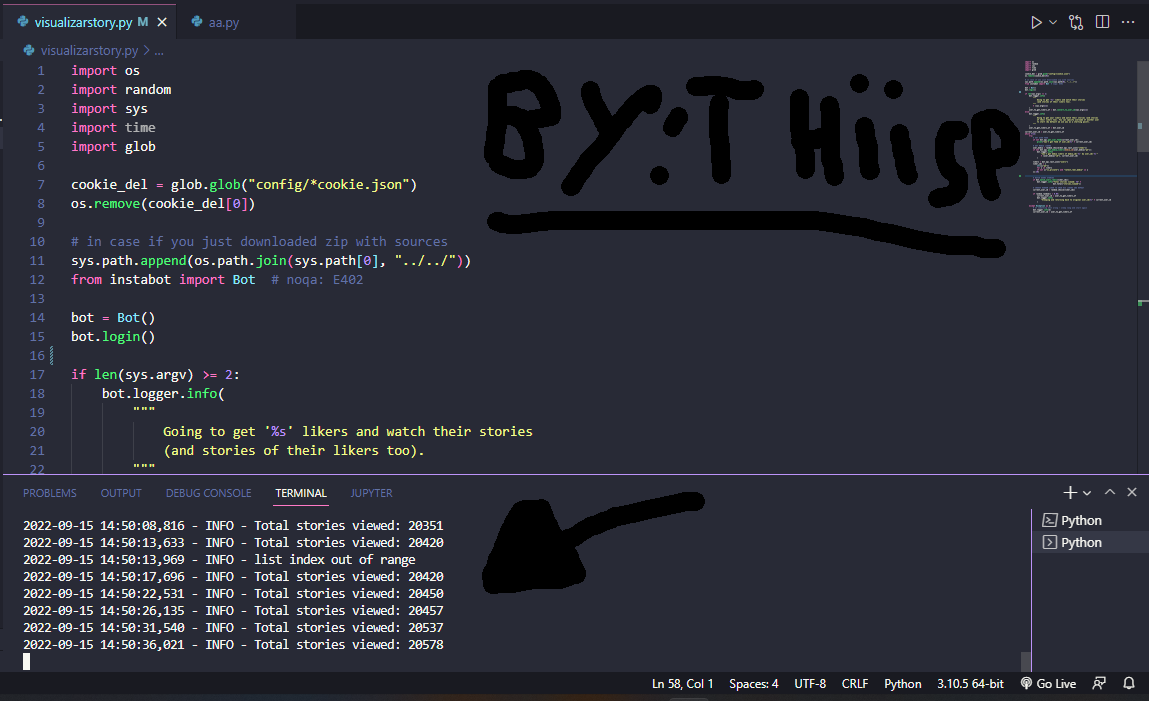 visualizarstory.py M
aa.py
visualizarstory.py > ...
1 import os
2 import random
3 import sys
4 import time
5 import glob
6
7 cookie_del = glob.glob("config/*cookie.json")
8 os.remove(cookie_del[0])
9
10 # in case if you just downloaded zip with sources
11 sys.path.append(os.path.join(sys.path[0], "../../"))
12 from instabot import Bot  # noqa: E402
13
14 bot = Bot()
15 bot.login()
16
17 if len(sys.argv) >= 2:
18     bot.logger.info(
19         """
20             Going to get '%s' likers and watch their stories
21             (and stories of their likers too).
22         """
BY:THiiisp
PROBLEMS OUTPUT DEBUG CONSOLE TERMINAL JUPYTER
2022-09-15 14:50:08,816 - INFO - Total stories viewed: 20351
2022-09-15 14:50:13,633 - INFO - Total stories viewed: 20420
2022-09-15 14:50:13,969 - INFO - list index out of range
2022-09-15 14:50:17,696 - INFO - Total stories viewed: 20420
2022-09-15 14:50:22,531 - INFO - Total stories viewed: 20450
2022-09-15 14:50:26,135 - INFO - Total stories viewed: 20457
2022-09-15 14:50:31,540 - INFO - Total stories viewed: 20537
2022-09-15 14:50:36,021 - INFO - Total stories viewed: 20578
Python
Python
Ln 58, Col 1 Spaces: 4 UTF-8 CRLF Python 3.10.5 64-bit Go Live